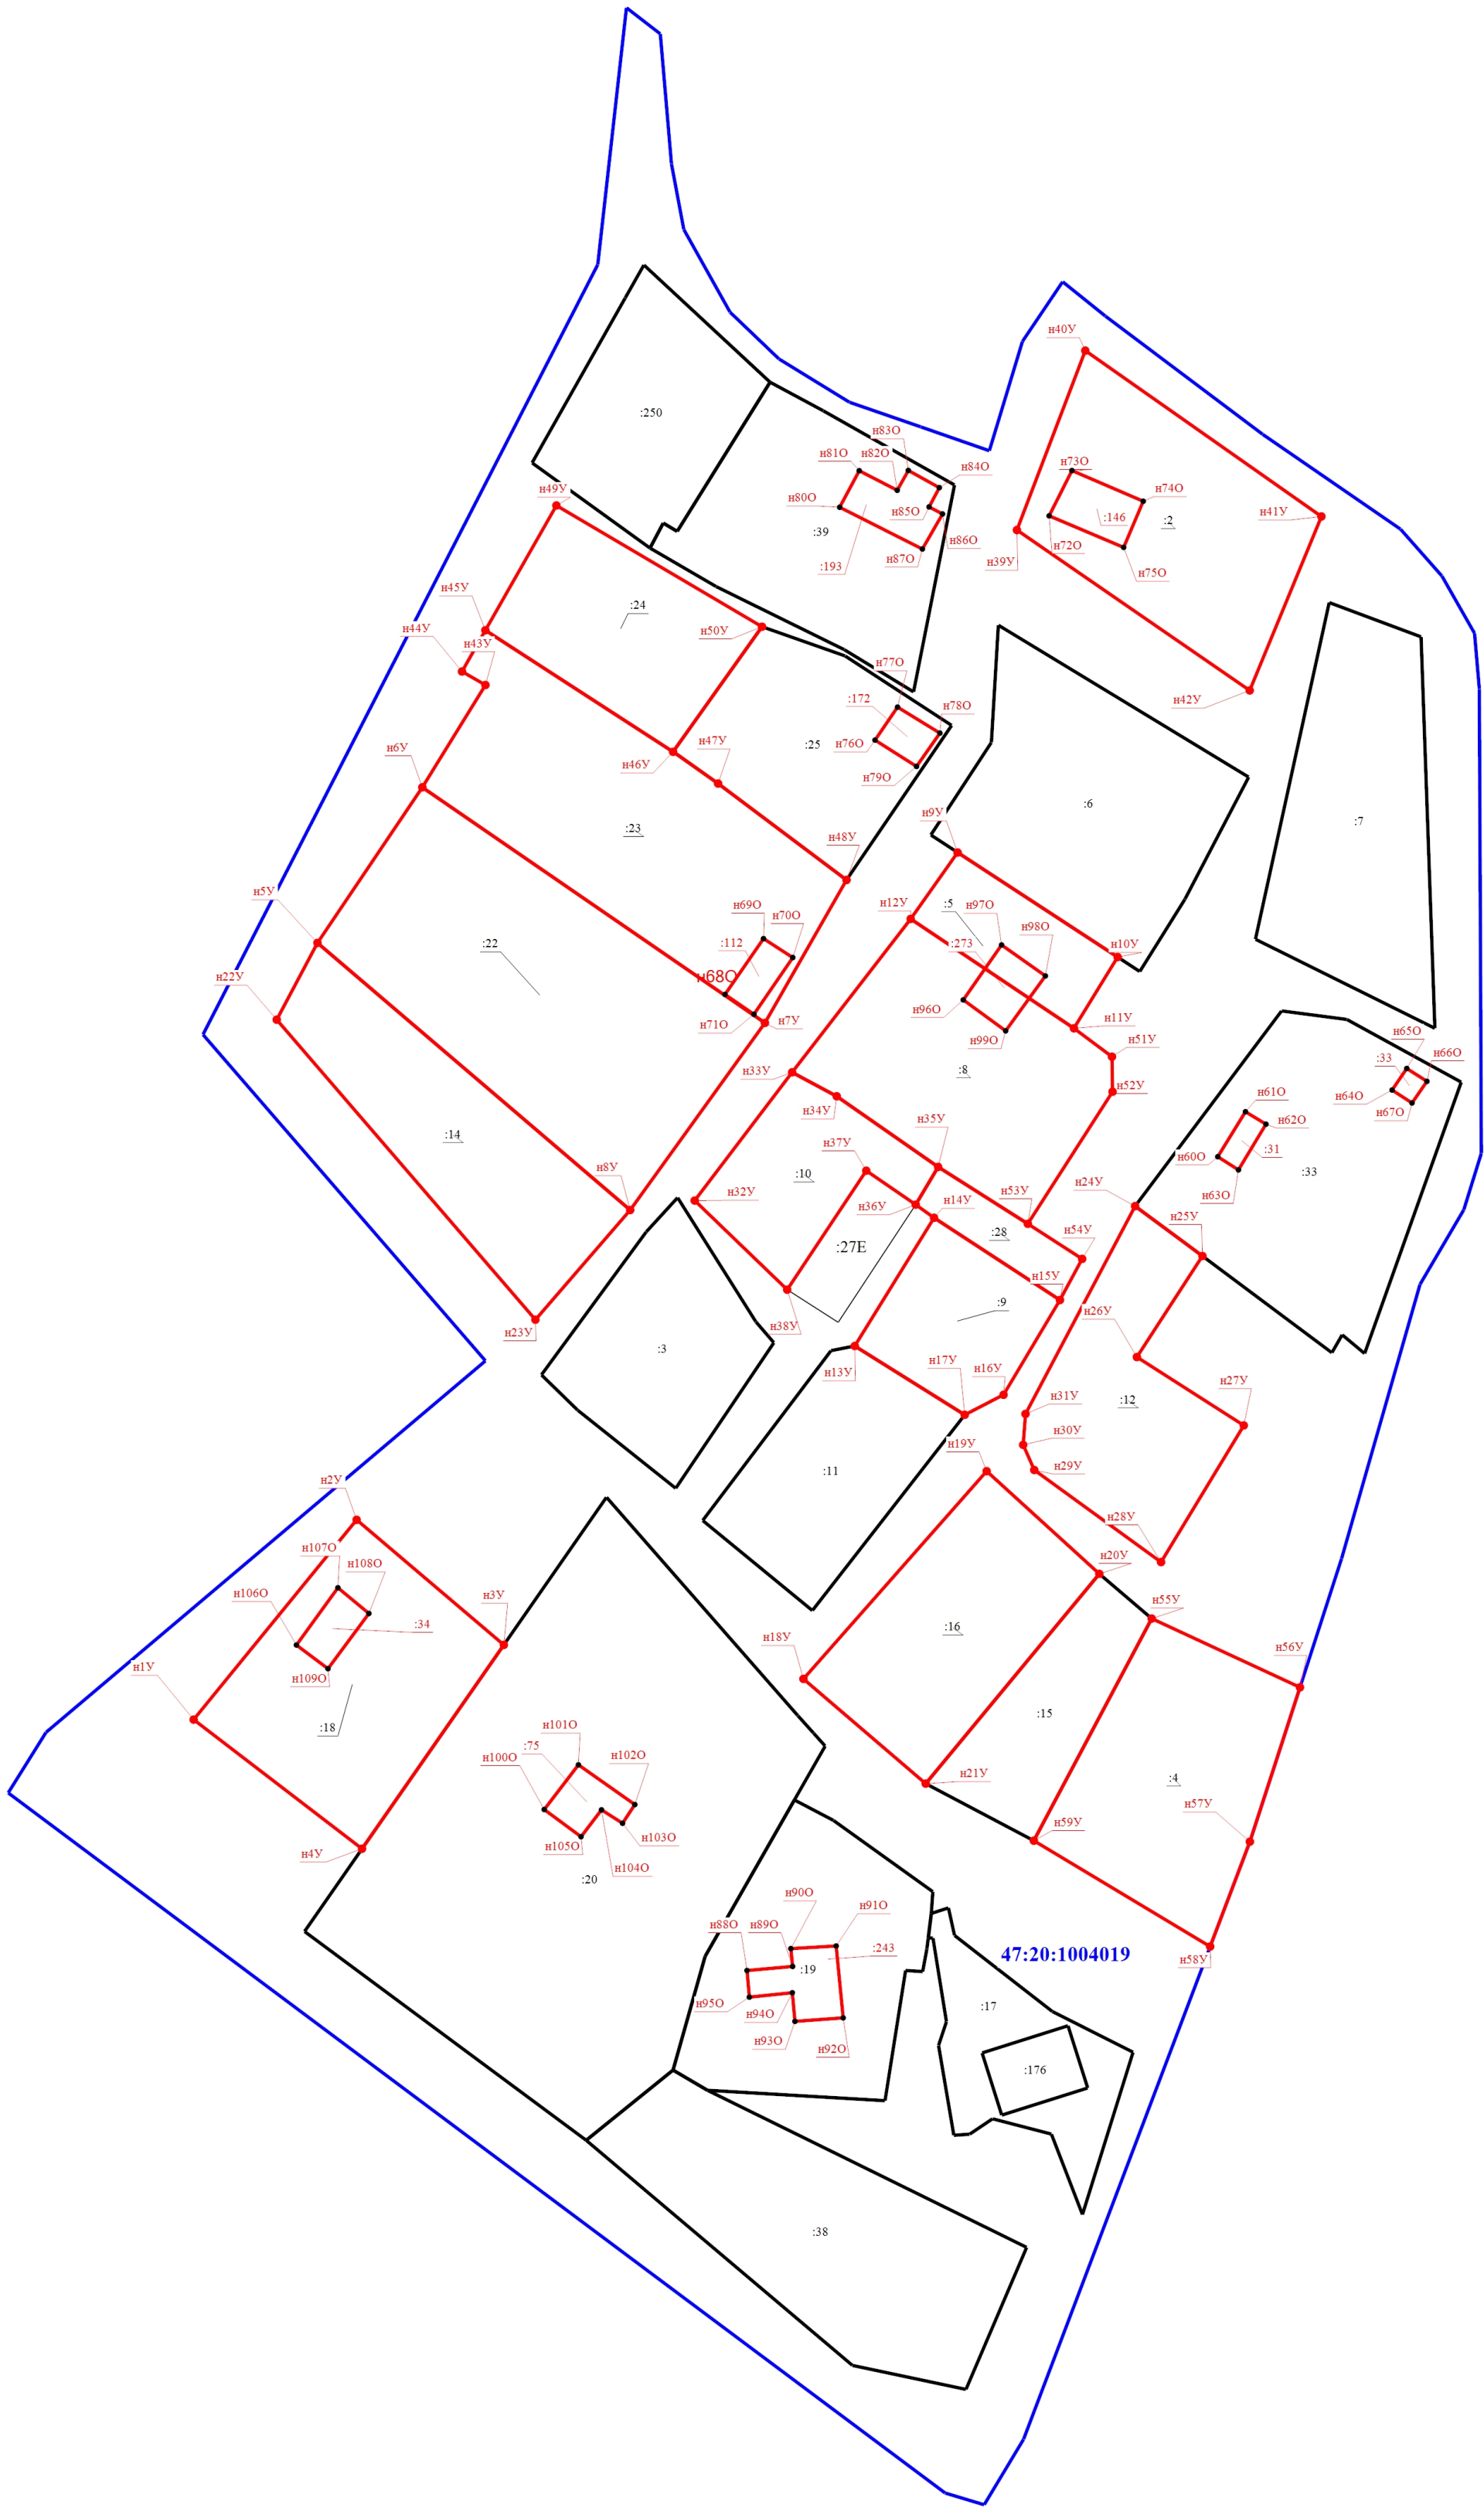 н40У
:250
н83О
н81О
н82О
н84О
н73О
н74О
н49У
н80О
н85О
:146
:2
н41У
:39
н86О
н39У
н72О
н87О
:193
н75О
н45У
:24
н44У
н50У
н43У
н77О
:172
н42У
н78О
н6У
н47У
:25
н76О
н46У
н79О
:6
н9У
:7
:23
н48У
н5У
н12У
:5
н97О
н69О
н70О
н98О
:22
:112
:273
н10У
н22У
н68О
н96О
н71О
н7У
н11У
н99О
н51У
н65О
н33У
:8
:33
н66О
н52У
н64О
н61О
н34У
н67О
:14
н62О
н35У
:31
н37У
н60О
:33
н8У
:10
н63О
н32У
н24У
н36У
н14У
н53У
н25У
:28
н54У
:27Е
н15У
:9
н26У
н38У
н23У
:3
н17У
н13У
н16У
н27У
н31У
:12
н30У
н19У
н29У
:11
н2У
н28У
н107О
н108О
н20У
н106О
н3У
н55У
:34
:16
н18У
н56У
н1У
н109О
:18
:15
н101О
:75
н102О
н100О
н21У
:4
н57У
н59У
н105О
н103О
н4У
н104О
:20
н90О
н91О
н88О
н89О
:243
47:20:1004019
н58У
:19
н95О
н94О
:17
н93О
н92О
:176
:38